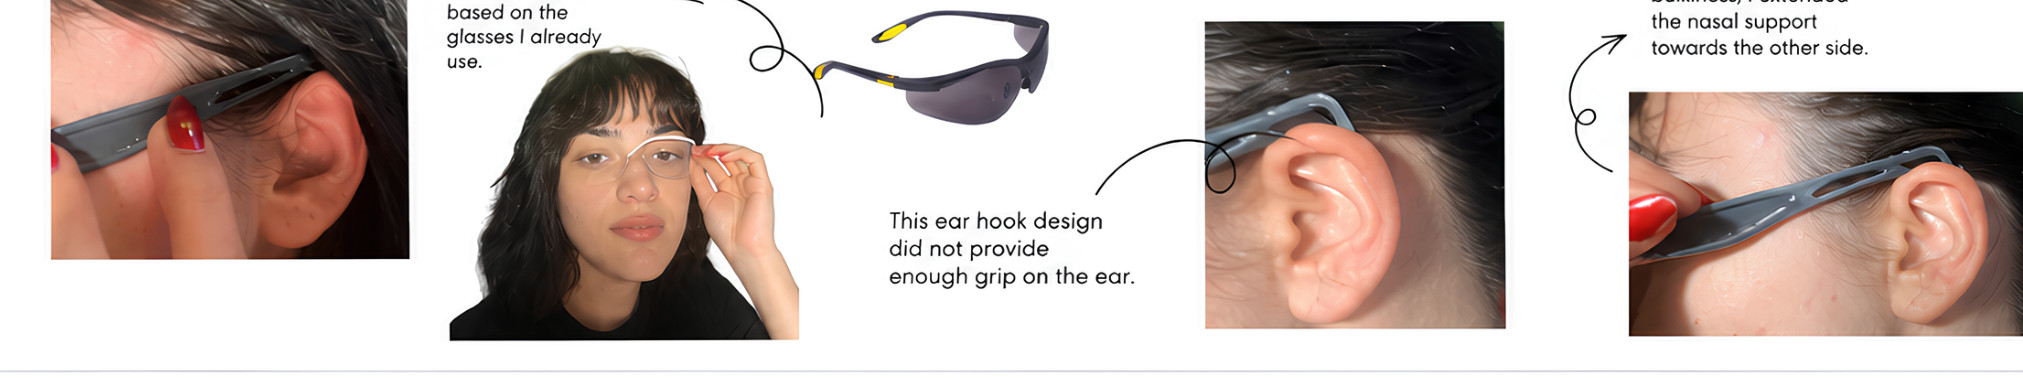 based on the
glasses I already
use.
This ear hook design
did not provide
enough grip on the ear.
the nasal support
towards the other side.